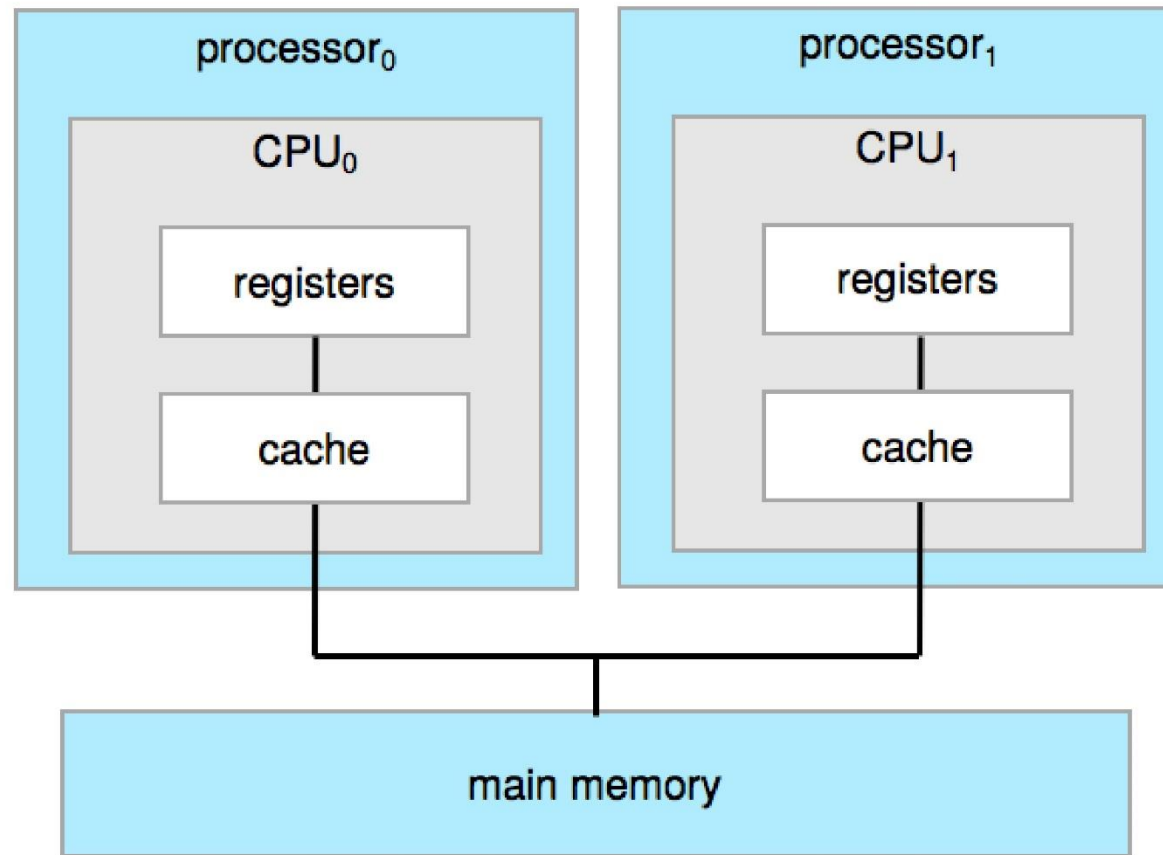 processor₀
CPU₀
registers
cache
processor₁
CPU₁
registers
cache
main memory